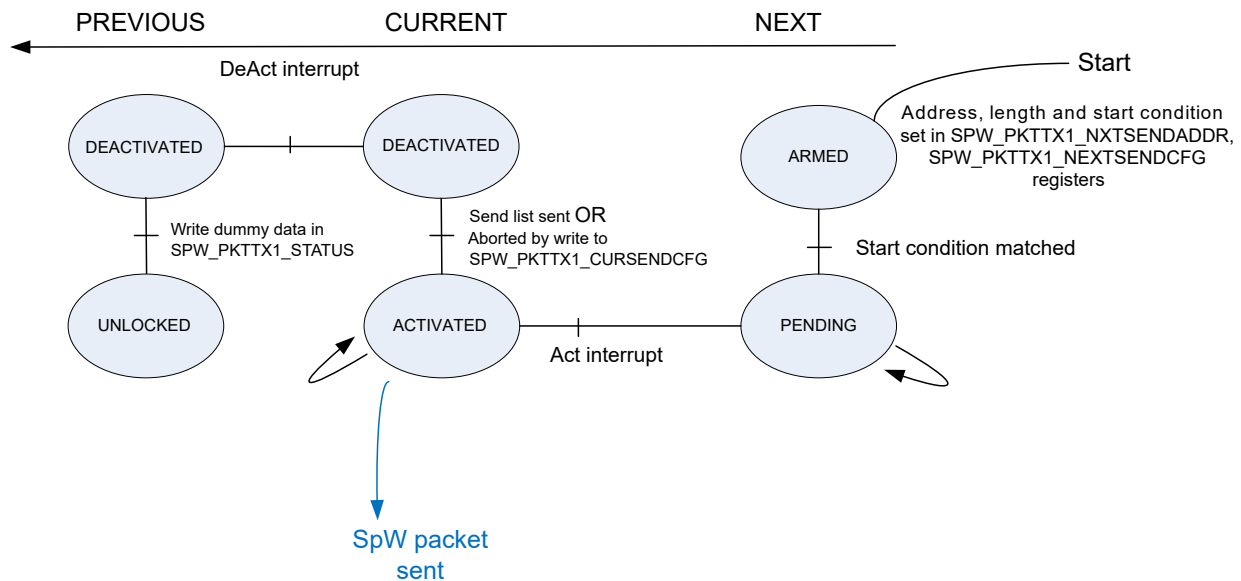 PREVIOUS
CURRENT
NEXT
DeAct interrupt
Start
Address, length and start condition
set in SPW_PKTTX1_NXTSENDADDR,
SPW_PKTTX1_NEXTSENDCFG
registers
DEACTIVATED
DEACTIVATED
ARMED
Write dummy data in
SPW_PKTTX1_STATUS
Send list sent OR
Aborted by write to
SPW_PKTTX1_CURSENDCFG
Start condition matched
UNLOCKED
ACTIVATED
PENDING
Act interrupt
SpW packet
sent